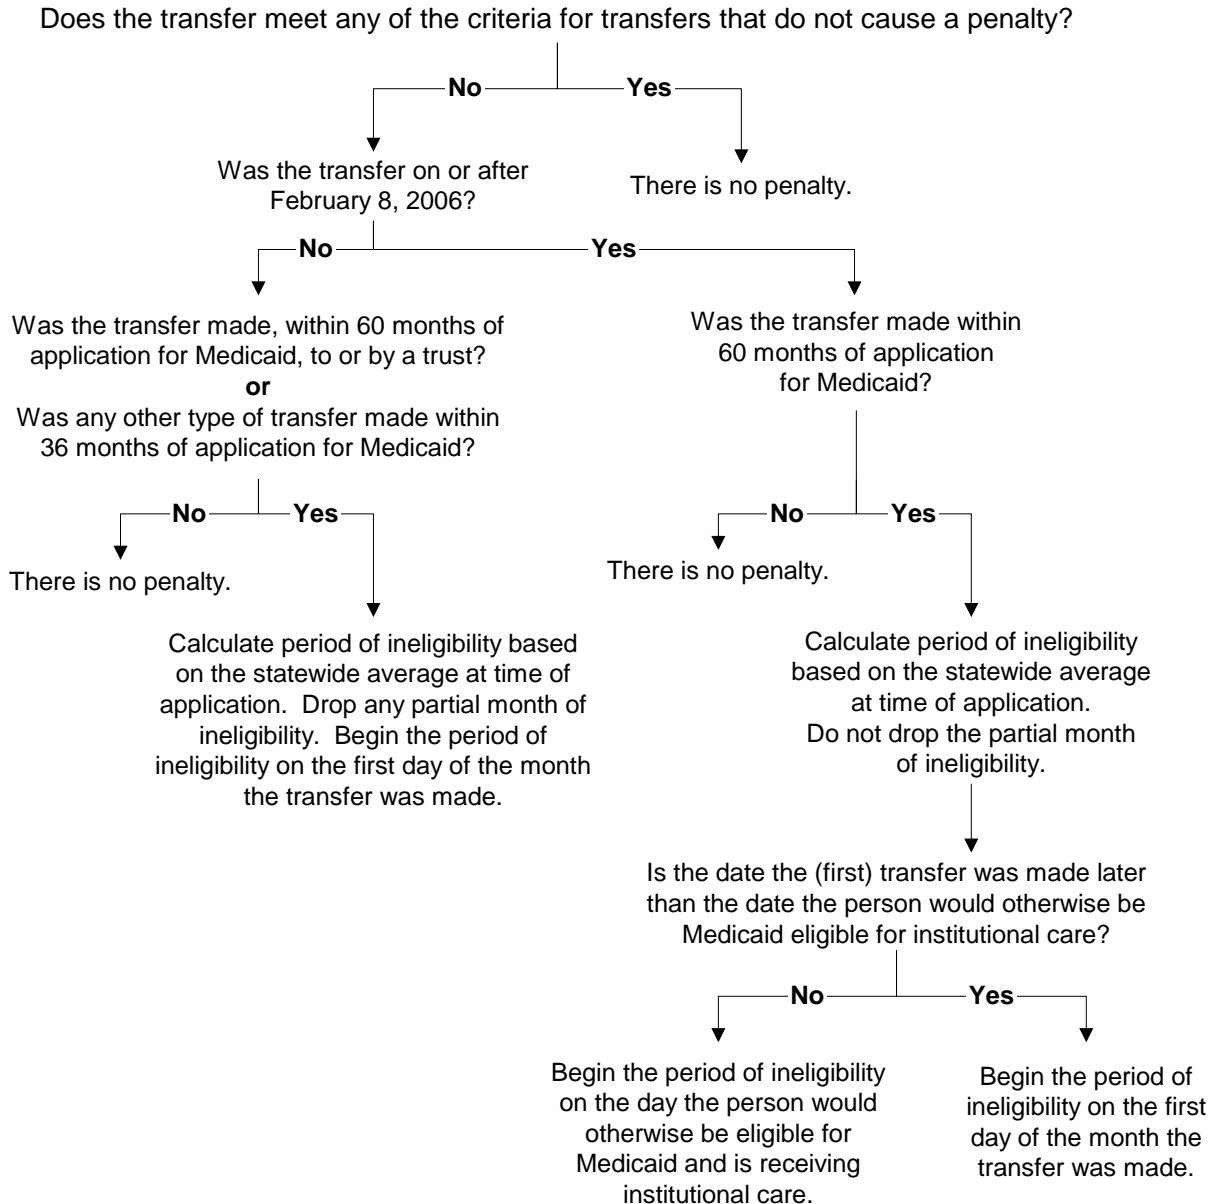 Does the transfer meet any of the criteria for transfers that do not cause a penalty?
No
Yes
Was the transfer on or after
February 8, 2006?
There is no penalty.
No
Yes
Was the transfer made, within 60 months of
application for Medicaid, to or by a trust?
or
Was any other type of transfer made within
36 months of application for Medicaid?
Was the transfer made within
60 months of application
for Medicaid?
No
Yes
No
Yes
There is no penalty.
There is no penalty.
Calculate period of ineligibility based
on the statewide average at time of
application.  Drop any partial month of
ineligibility.  Begin the period of
ineligibility on the first day of the month
the transfer was made.
Calculate period of ineligibility
based on the statewide average
at time of application.
Do not drop the partial month
of ineligibility.
Is the date the (first) transfer was made later
than the date the person would otherwise be
Medicaid eligible for institutional care?
No
Yes
Begin the period of ineligibility
on the day the person would
otherwise be eligible for
Medicaid and is receiving
institutional care.
Begin the period of
ineligibility on the first
day of the month the
transfer was made.